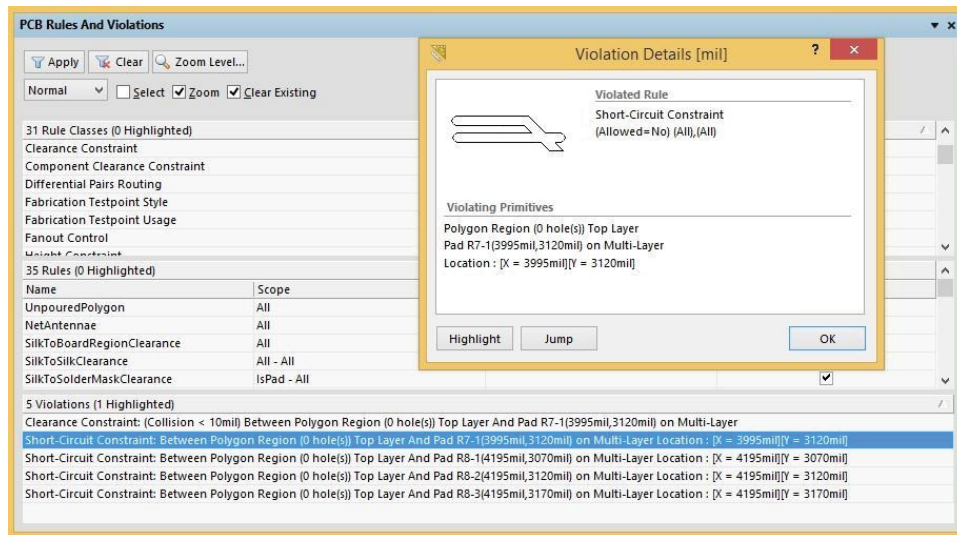 PCB Rules And Violations
Apply Clear Zoom Level...
Normal Select Zoom Clear Existing
31 Rule Classes (0 Highlighted)
Clearance Constraint
Component Clearance Constraint
Differential Pairs Routing
Fabrication Testpoint Style
Fabrication Testpoint Usage
Fanout Control
Height Constraint
35 Rules (0 Highlighted)
Name Scope
UnpouredPolygon All
NetAntennae All
SilkToBoardRegionClearance All
SilkToSilkClearance All - All
SilkToSolderMaskClearance IsPad - All
5 Violations (1 Highlighted)
Clearance Constraint: (Collision < 10mil) Between Polygon Region (0 hole(s)) Top Layer And Pad R7-1(3995mil,3120mil) on Multi-Layer
Short-Circuit Constraint: Between Polygon Region (0 hole(s)) Top Layer And Pad R7-1(3995mil,3120mil) on Multi-Layer Location : [X = 3995mil][Y = 3120mil]
Short-Circuit Constraint: Between Polygon Region (0 hole(s)) Top Layer And Pad R8-1(4195mil,3070mil) on Multi-Layer Location : [X = 4195mil][Y = 3070mil]
Short-Circuit Constraint: Between Polygon Region (0 hole(s)) Top Layer And Pad R8-2(4195mil,3120mil) on Multi-Layer Location : [X = 4195mil][Y = 3120mil]
Short-Circuit Constraint: Between Polygon Region (0 hole(s)) Top Layer And Pad R8-3(4195mil,3170mil) on Multi-Layer Location : [X = 4195mil][Y = 3170mil]
Violation Details [mil] ?
Violated Rule
Short-Circuit Constraint
(Allowed=No) (All),(All)
Violating Primitives
Polygon Region (0 hole(s)) Top Layer
Pad R7-1(3995mil,3120mil) on Multi-Layer
Location : [X = 3995mil][Y = 3120mil]
Highlight Jump OK